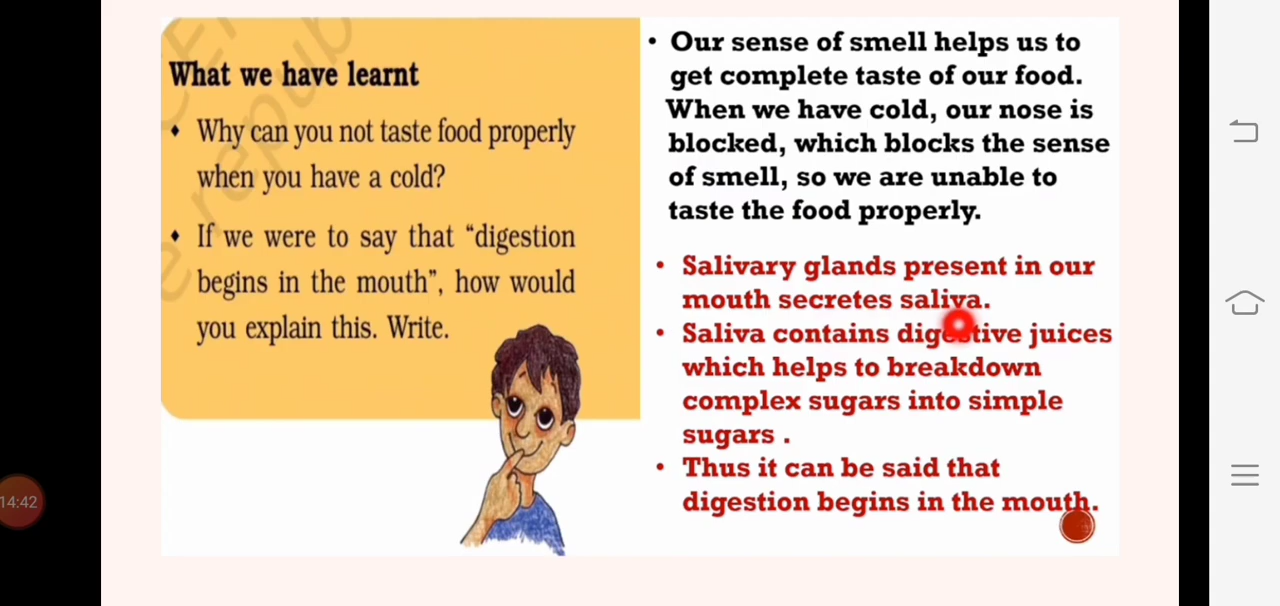 What we have learnt
Why can you not taste food properly
when you have a cold?
If we were to say that "digestion
begins in the mouth", how would
you explain this. Write.
• Our sense of smell helps us to
get complete taste of our food.
When we have cold, our nose is
blocked, which blocks the sense
of smell, so we are unable to
taste the food properly.
• Salivary glands present in our
mouth secretes saliva.
• Saliva contains digestive juices
which helps to breakdown
complex sugars into simple
sugars .
• Thus it can be said that
digestion begins in the mouth.
14:42